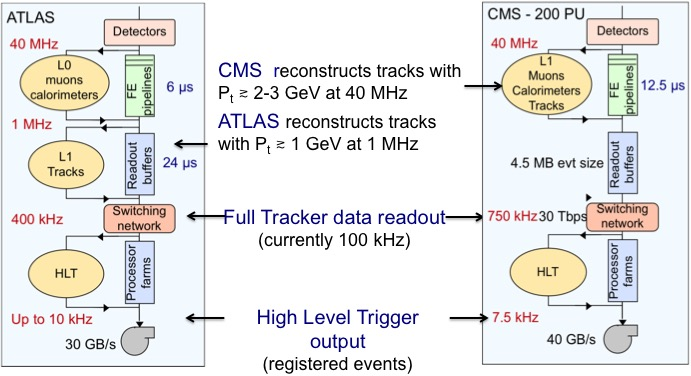 ATLAS
Detectors
40 MHz
L0
muons
calorimeters
FE
pipelines
6 µs
1 MHz
L1
Tracks
Readout
buffers
24 µs
400 kHz
Switching
network
HLT
Processor
farms
Up to 10 kHz
30 GB/s
CMS reconstructs tracks with
Pt ≳ 2-3 GeV at 40 MHz
ATLAS reconstructs tracks
with Pt ≳ 1 GeV at 1 MHz
Full Tracker data readout
(currently 100 kHz)
High Level Trigger
output
(registered events)
CMS - 200 PU
Detectors
40 MHz
L1
Muons
Calorimeters
Tracks
FE
pipelines
12.5 µs
4.5 MB evt size
Readout
buffers
750 kHz 30 Tbps
Switching
network
HLT
Processor
farms
7.5 kHz
40 GB/s